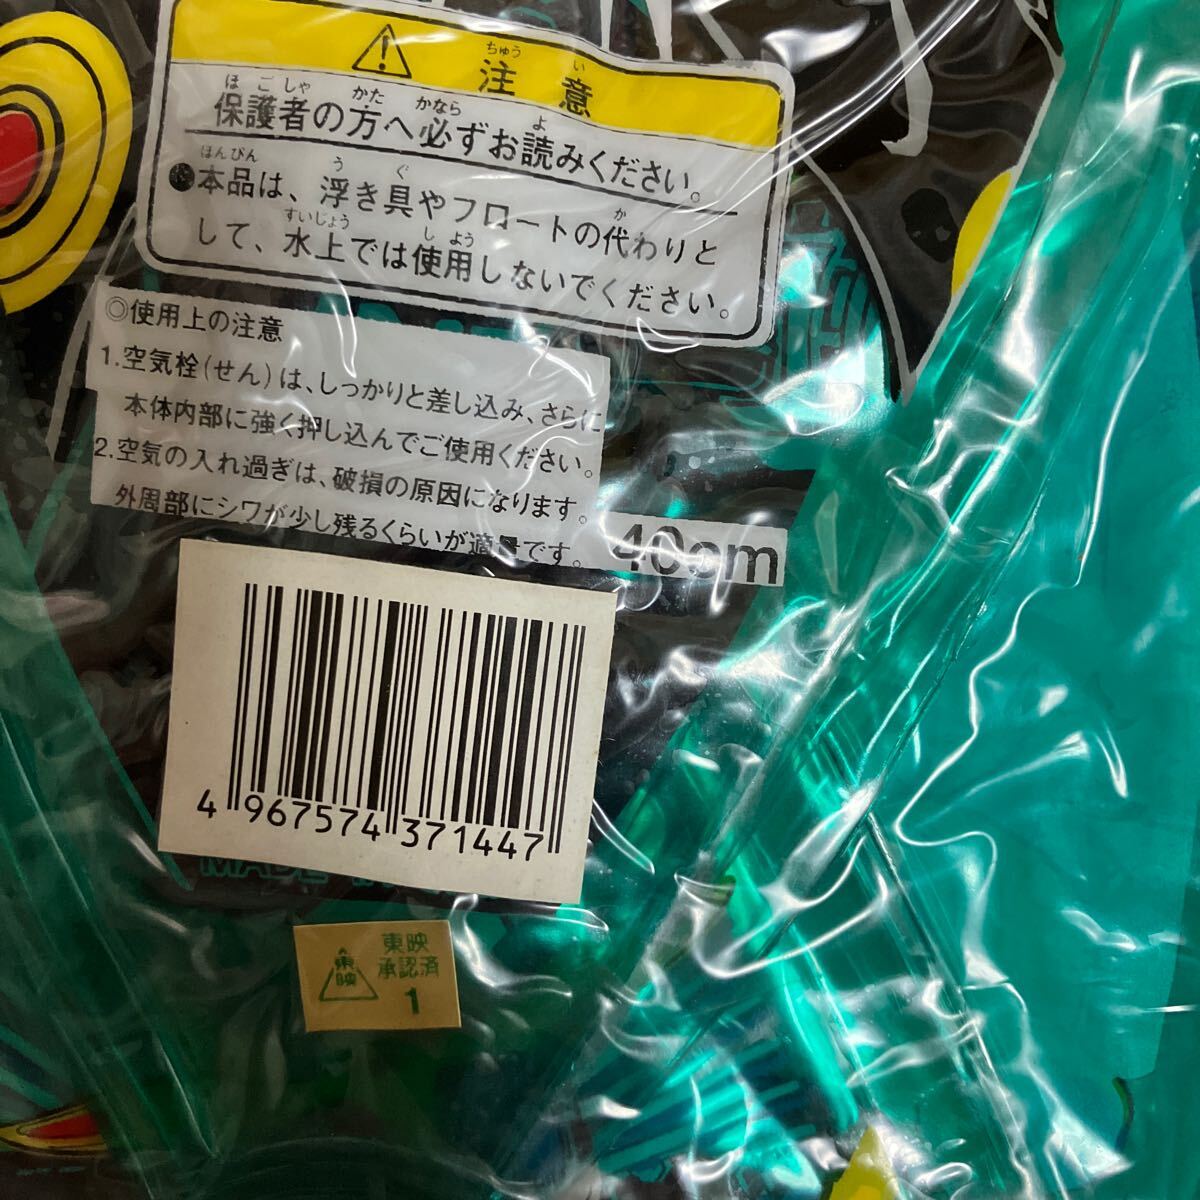 注意
保護者の方へ必ずお読みください。
●本品は、浮き具やフロートの代わりと
して、水上では使用しないでください。
◎使用上の注意
1.空気栓(せん)は、しっかりと差し込み、さらに
本体内部に強く押し込んでご使用ください。
2.空気の入れ過ぎは、破損の原因になります。
外周部にシワが少し残るくらいが適量です。
40cm
4 967574 371447
MADE IN
東映
東映
承認済
1